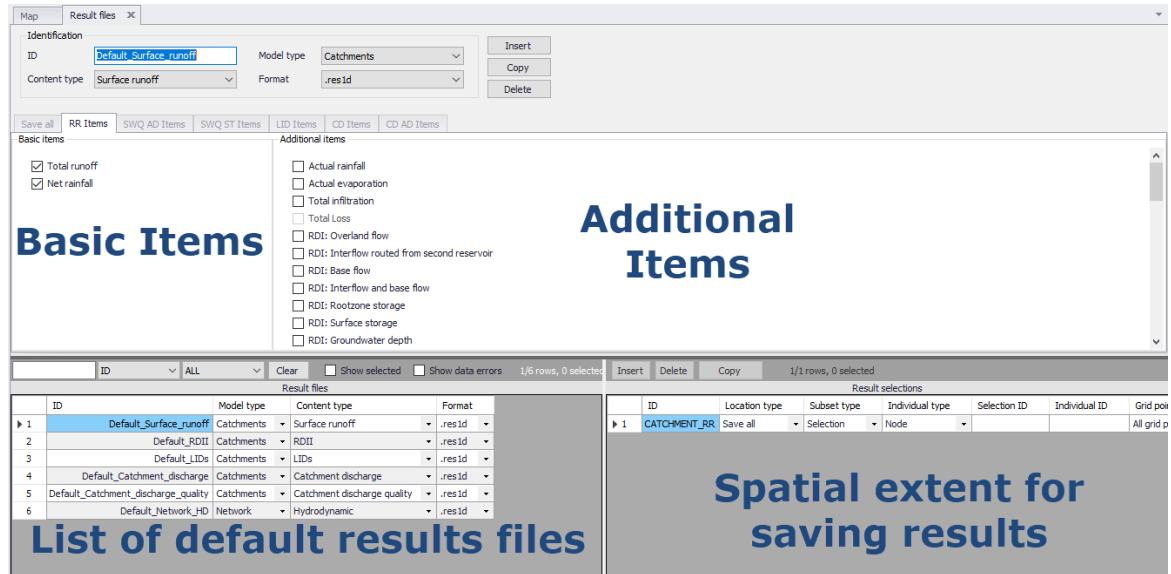 Map Result files X
Identification
ID Default_Surface_runoff Model type Catchments Insert
Content type Surface runoff Format .res1d Copy
Delete
Save all RR Items SWQ AD Items SWQ ST Items LID Items CD Items CD AD Items
Basic items Additional items
Total runoff Actual rainfall
Net rainfall Actual evaporation
Total infiltration
Total Loss
RDI: Overland flow
RDI: Interflow routed from second reservoir
RDI: Base flow
RDI: Interflow and base flow
RDI: Rootzone storage
RDI: Surface storage
RDI: Groundwater depth
Basic Items
Additional
Items
ID ALL Clear Show selected Show data errors 1/6 rows, 0 selected
Result files
ID Model type Content type Format
1 Default_Surface_runoff Catchments Surface runoff .res1d
2 Default_RDII Catchments RDII .res1d
3 Default_LIDs Catchments LIDs .res1d
4 Default_Catchment_discharge Catchments Catchment discharge .res1d
5 Default_Catchment_discharge_quality Catchments Catchment discharge quality .res1d
6 Default_Network_HD Network Hydrodynamic .res1d
List of default results files
Insert Delete Copy 1/1 rows, 0 selected
Result selections
ID Location type Subset type Individual type Selection ID Individual ID Grid poi
1 CATCHMENT_RR Save all Selection Node All grid p
Spatial extent for
saving results